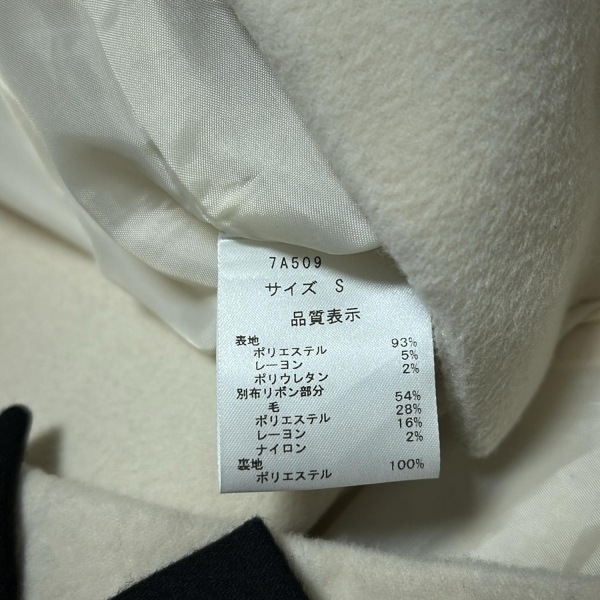 7A509
サイズ S
品質表示
表地
ポリエステル 93%
レーヨン 5%
ポリウレタン 2%
別布リボン部分
毛 54%
ポリエステル 28%
レーヨン 16%
ナイロン 2%
裏地
ポリエステル 100%